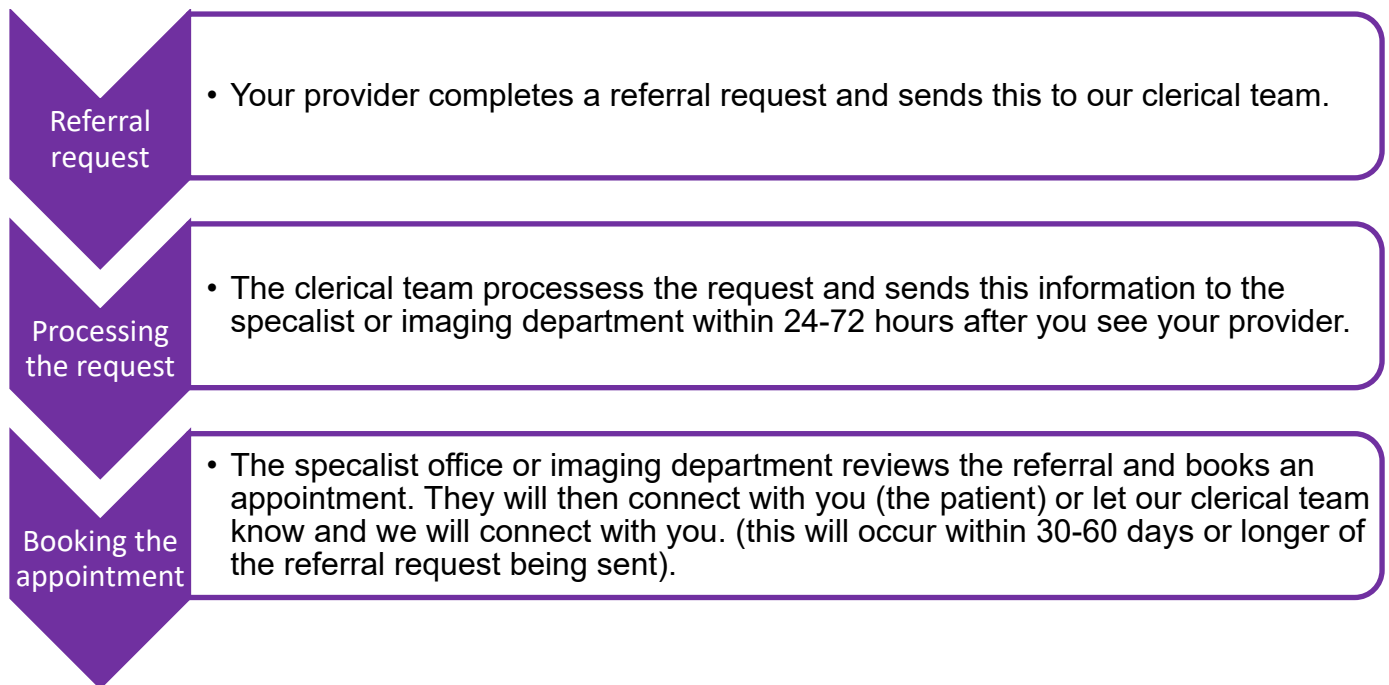 Referral
request
• Your provider completes a referral request and sends this to our clerical team.
Processing
the request
• The clerical team processess the request and sends this information to the
specalist or imaging department within 24-72 hours after you see your provider.
Booking the
appointment
• The specalist office or imaging department reviews the referral and books an
appointment. They will then connect with you (the patient) or let our clerical team
know and we will connect with you. (this will occur within 30-60 days or longer of
the referral request being sent).